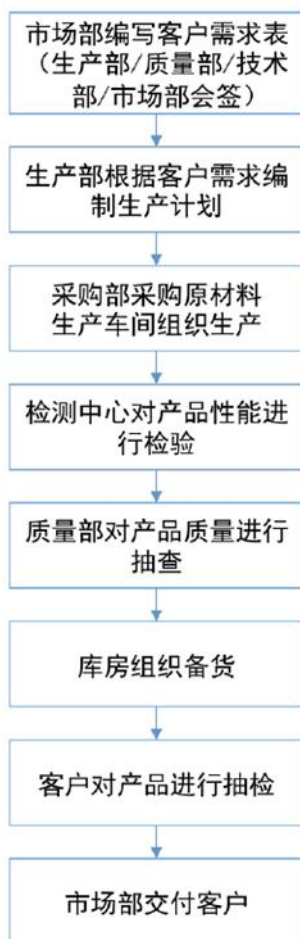 市场部编写客户需求表
（生产部/质量部/技术
部/市场部会签）
生产部根据客户需求编
制生产计划
采购部采购原材料
生产车间组织生产
检测中心对产品性能进
行检验
质量部对产品质量进行
抽查
库房组织备货
客户对产品进行抽检
市场部交付客户